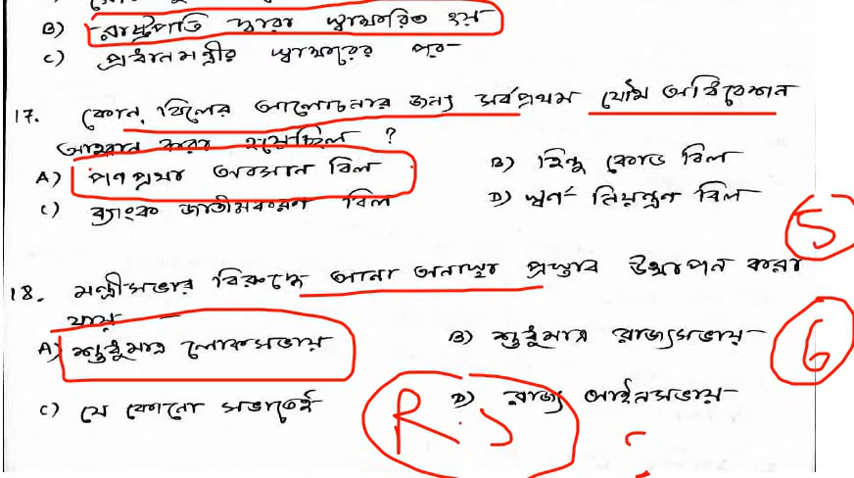 B) রাষ্ট্রপতি দ্বারা স্বাক্ষরিত হয়
C) প্রধানমন্ত্রীর স্বাক্ষরের পর
17. কোন বিলের আলোচনার জন্য সর্বপ্রথম যৌথ অধিবেশন
আহ্বান করা হয়েছিল ?
A) পণপ্রথা অবসান বিল B) হিন্দু কোড বিল
C) ব্যাংক জাতীয়করণ বিল D) স্বর্ণ নিয়ন্ত্রণ বিল
5
18. মন্ত্রীসভার বিরুদ্ধে আনা অনাস্থা প্রস্তাব উত্থাপন করা
যায় —
A) শুধুমাত্র লোকসভায় B) শুধুমাত্র রাজ্যসভায়
6
C) যে কোনো সভাতেই D) রাজ্য আইনসভায়
R.S